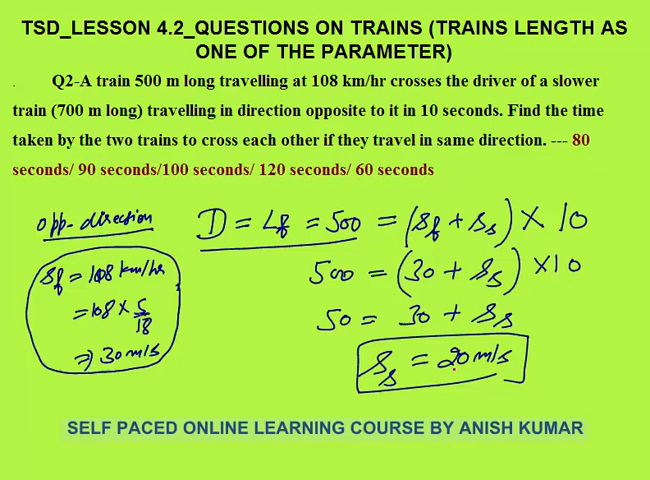 TSD_LESSON 4.2_QUESTIONS ON TRAINS (TRAINS LENGTH AS
ONE OF THE PARAMETER)
Q2-A train 500 m long travelling at 108 km/hr crosses the driver of a slower
train (700 m long) travelling in direction opposite to it in 10 seconds. Find the time
taken by the two trains to cross each other if they travel in same direction. --- 80
seconds/ 90 seconds/100 seconds/ 120 seconds/ 60 seconds
opp-direction
Sf = 108 km/hr
= 108 × 5/18
⇒ 30 m/s
D = Lf = 500 = (Sf + Ss) × 10
500 = (30 + Ss) × 10
50 = 30 + Ss
Ss = 20 m/s
SELF PACED ONLINE LEARNING COURSE BY ANISH KUMAR